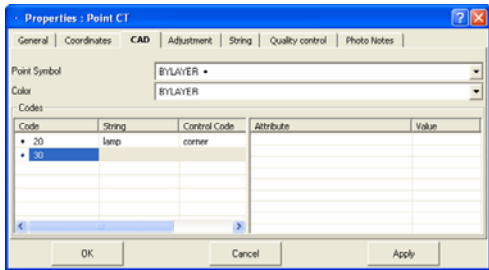 Properties : Point CT
General Coordinates CAD Adjustment String Quality control Photo Notes
Point Symbol BYLAYER •
Color BYLAYER
Codes
Code String Control Code Attribute Value
• 20 lamp corner
• 30
OK Cancel Apply